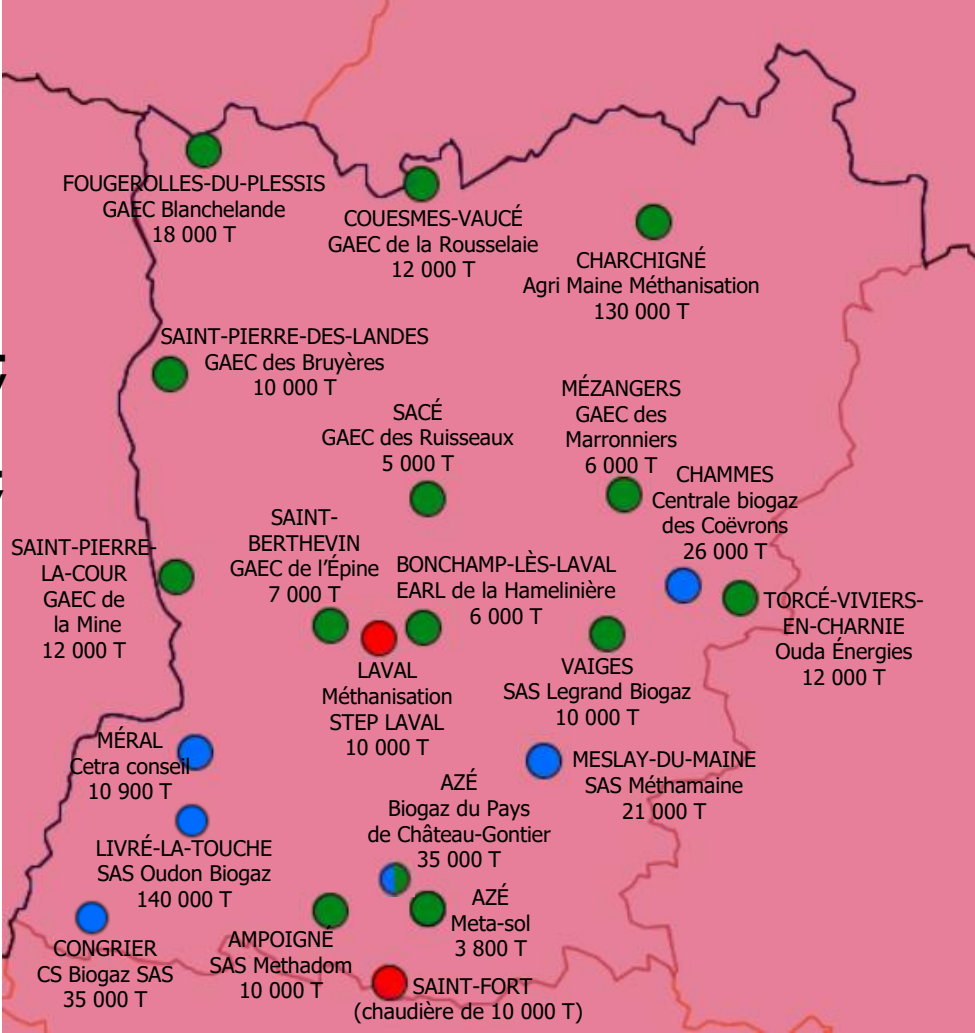 FOUGEROLLES-DU-PLESSIS
GAEC Blanchelande
18 000 T
COUESMES-VAUCÉ
GAEC de la Rousselaie
12 000 T
CHARCHIGNÉ
Agri Maine Méthanisation
130 000 T
SAINT-PIERRE-DES-LANDES
GAEC des Bruyères
10 000 T
SACÉ
GAEC des Ruisseaux
5 000 T
MÉZANGERS
GAEC des
Marronniers
6 000 T
CHAMMES
Centrale biogaz
des Coëvrons
26 000 T
SAINT-PIERRE-
LA-COUR
GAEC de
la Mine
12 000 T
SAINT-
BERTHEVIN
GAEC de l'Épine
7 000 T
BONCHAMP-LÈS-LAVAL
EARL de la Hamelinière
6 000 T
TORCÉ-VIVIERS-
EN-CHARNIE
Ouda Énergies
12 000 T
LAVAL
Méthanisation
STEP LAVAL
10 000 T
VAIGES
SAS Legrand Biogaz
10 000 T
MÉRAL
Cetra conseil
10 900 T
MESLAY-DU-MAINE
SAS Méthamaine
21 000 T
AZÉ
Biogaz du Pays
de Château-Gontier
35 000 T
LIVRÉ-LA-TOUCHE
SAS Oudon Biogaz
140 000 T
AZÉ
Meta-sol
3 800 T
CONGRIER
CS Biogaz SAS
35 000 T
AMPOIGNÉ
SAS Methadom
10 000 T
SAINT-FORT
(chaudière de 10 000 T)